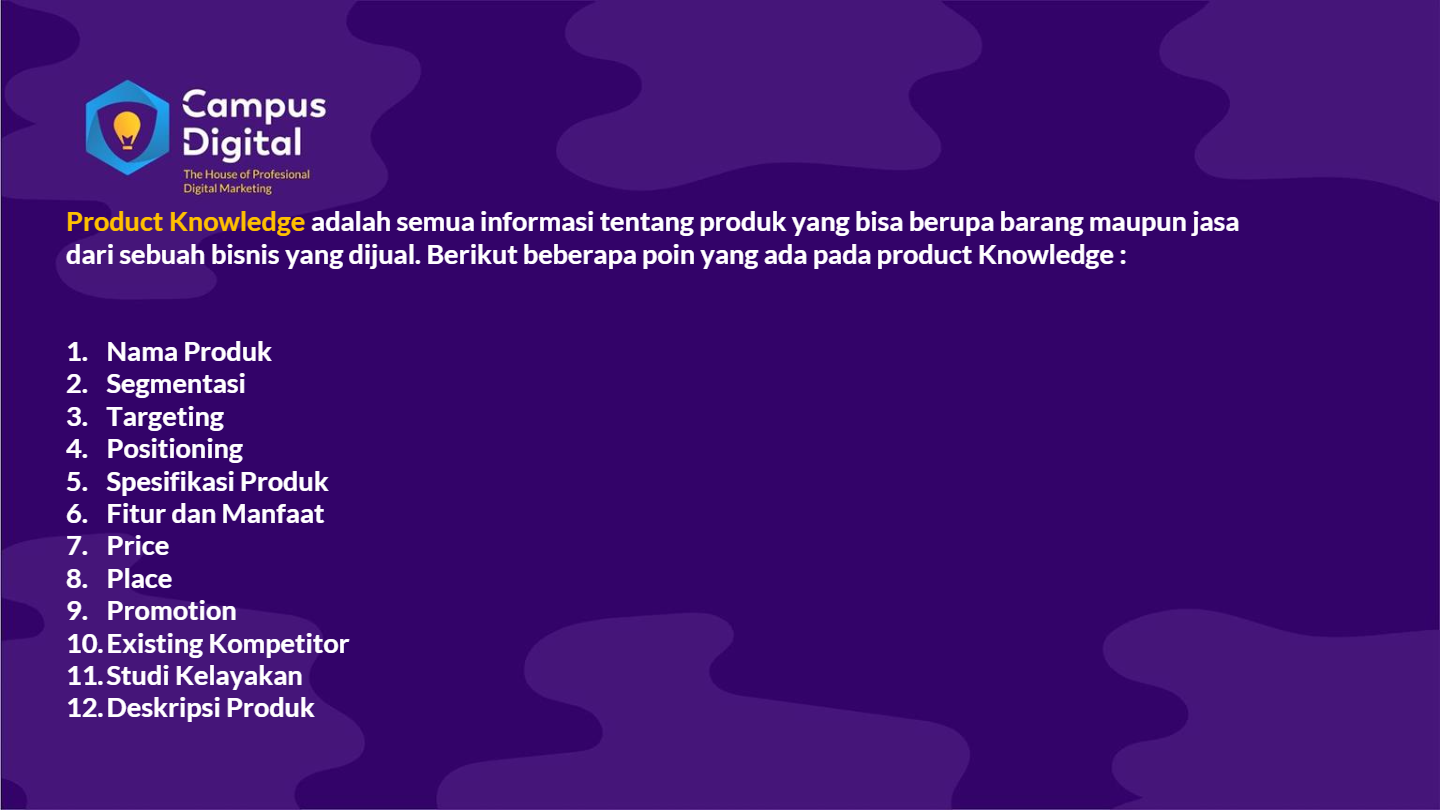 Campus
Digital
The House of Profesional
Digital Marketing
Product Knowledge adalah semua informasi tentang produk yang bisa berupa barang maupun jasa
dari sebuah bisnis yang dijual. Berikut beberapa poin yang ada pada product Knowledge :
1. Nama Produk
2. Segmentasi
3. Targeting
4. Positioning
5. Spesifikasi Produk
6. Fitur dan Manfaat
7. Price
8. Place
9. Promotion
10. Existing Kompetitor
11. Studi Kelayakan
12. Deskripsi Produk